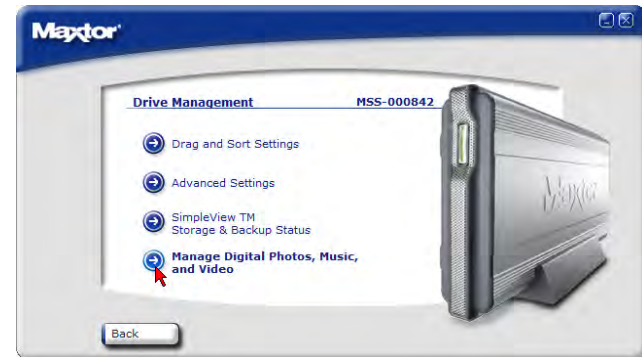 Maxtor
Drive Management MSS-000842
Drag and Sort Settings
Advanced Settings
SimpleView TM
Storage & Backup Status
Manage Digital Photos, Music,
and Video
Maxtor
Back